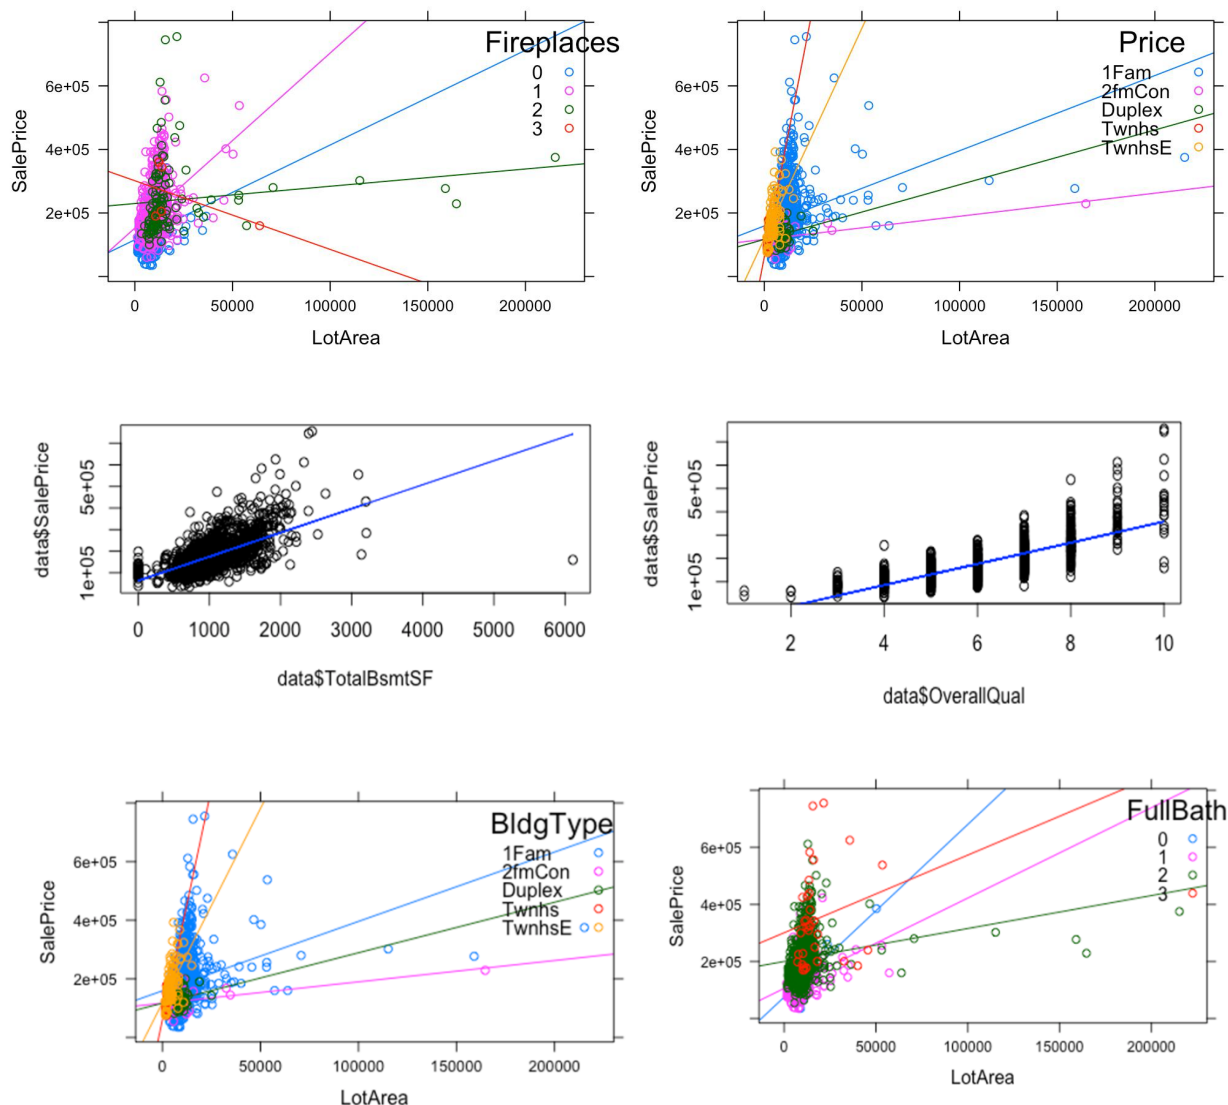 Fireplaces
0
1
2
3
6e+05
4e+05
2e+05
SalePrice
0 50000 100000 150000 200000
LotArea
Price
1Fam
2fmCon
Duplex
Twnhs
TwnhsE
6e+05
4e+05
2e+05
SalePrice
0 50000 100000 150000 200000
LotArea
data$SalePrice
1e+05 5e+05
0 1000 2000 3000 4000 5000 6000
data$TotalBsmtSF
data$SalePrice
1e+05 5e+05
2 4 6 8 10
data$OverallQual
BldgType
1Fam
2fmCon
Duplex
Twnhs
TwnhsE
6e+05
4e+05
2e+05
SalePrice
0 50000 100000 150000 200000
LotArea
FullBath
0
1
2
3
6e+05
4e+05
2e+05
SalePrice
0 50000 100000 150000 200000
LotArea